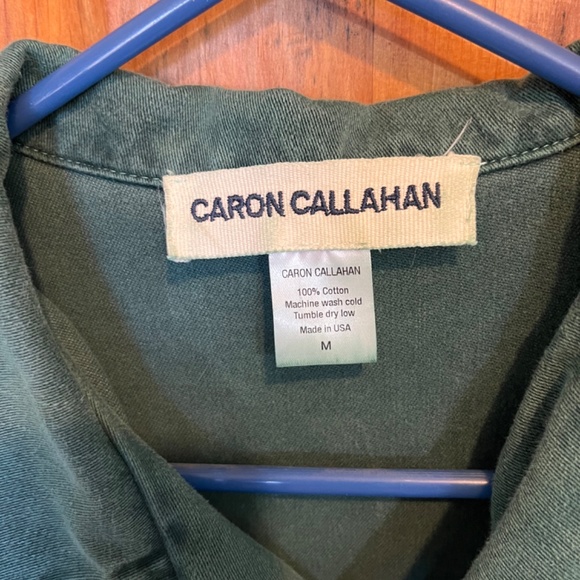 CARON CALLAHAN
CARON CALLAHAN
100% Cotton
Machine wash cold
Tumble dry low
Made in USA
M